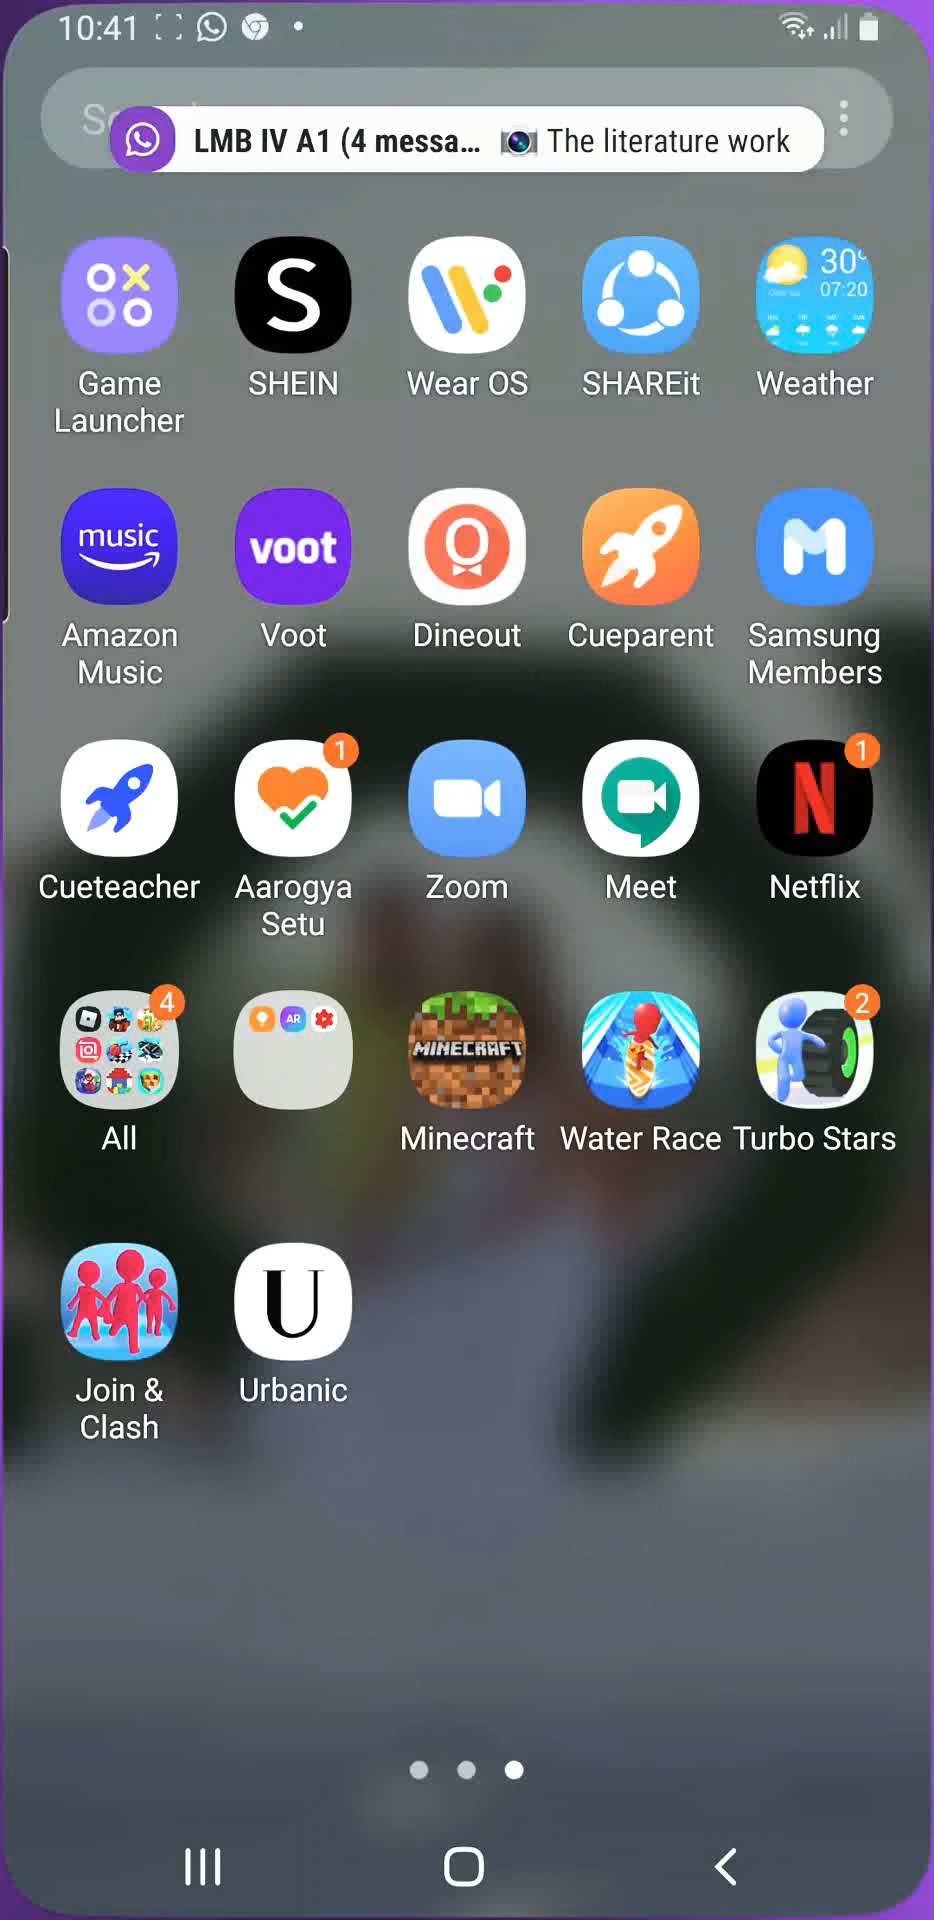 10:41
LMB IV A1 (4 messa... 📷 The literature work
30°
07:20
Game
Launcher
S
SHEIN
Wear OS
SHAREit
Weather
music
Amazon
Music
voot
Voot
Dineout
Cueparent
Samsung
Members
Cueteacher
1
Aarogya
Setu
Zoom
Meet
N
1
Netflix
4
All
AR
MINECRAFT
Minecraft
Water Race
2
Turbo Stars
Join &
Clash
U
Urbanic